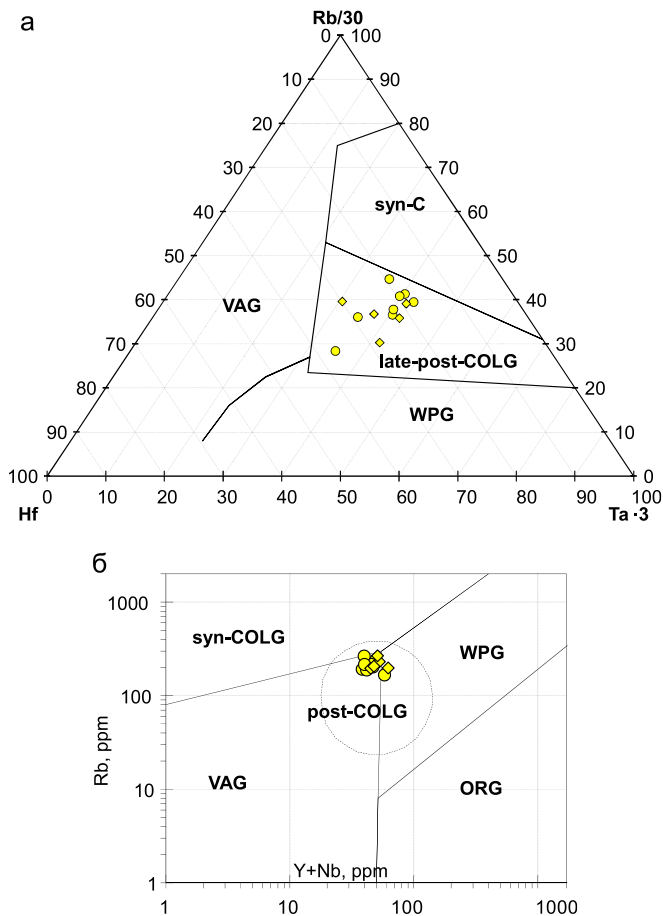 а
Rb/30
0 100
10 90
20 80
30 70
syn-C
40 60
50 50
VAG
60 40
70 30
late-post-COLG
80 20
WPG
90 10
100 0
0 10 20 30 40 50 60 70 80 90 100
Hf Ta·3
б
1000
syn-COLG
WPG
100
post-COLG
Rb, ppm
VAG ORG
10
Y+Nb, ppm
1
1 10 100 1000